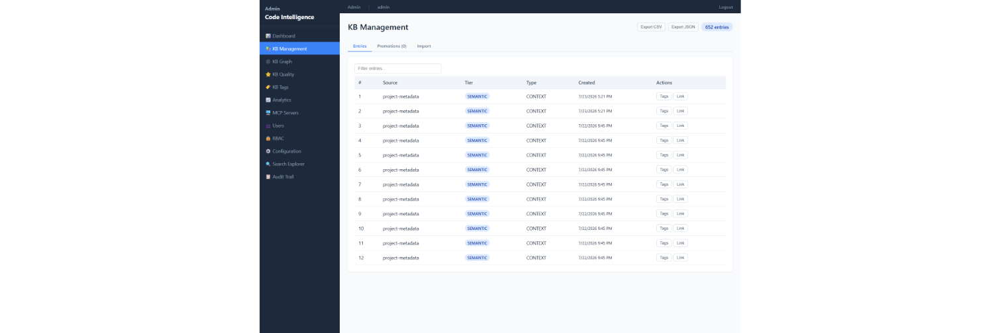 Admin
Code Intelligence
Dashboard
KB Management
KB Graph
KB Quality
KB Tags
Analytics
MCP Servers
Users
RBAC
Configuration
Search Explorer
Audit Trail
Admin | admin Logout
KB Management Export CSV Export JSON 652 entries
Entries Promotions (0) Import
Filter entries...
# Source Tier Type Created Actions
1 project-metadata SEMANTIC CONTEXT 7/23/2026 5:21 PM Tags Link
2 project-metadata SEMANTIC CONTEXT 7/23/2026 5:21 PM Tags Link
3 project-metadata SEMANTIC CONTEXT 7/22/2026 9:45 PM Tags Link
4 project-metadata SEMANTIC CONTEXT 7/22/2026 9:45 PM Tags Link
5 project-metadata SEMANTIC CONTEXT 7/22/2026 9:45 PM Tags Link
6 project-metadata SEMANTIC CONTEXT 7/22/2026 9:45 PM Tags Link
7 project-metadata SEMANTIC CONTEXT 7/22/2026 9:45 PM Tags Link
8 project-metadata SEMANTIC CONTEXT 7/22/2026 9:45 PM Tags Link
9 project-metadata SEMANTIC CONTEXT 7/22/2026 9:45 PM Tags Link
10 project-metadata SEMANTIC CONTEXT 7/22/2026 9:45 PM Tags Link
11 project-metadata SEMANTIC CONTEXT 7/22/2026 9:45 PM Tags Link
12 project-metadata SEMANTIC CONTEXT 7/22/2026 9:45 PM Tags Link